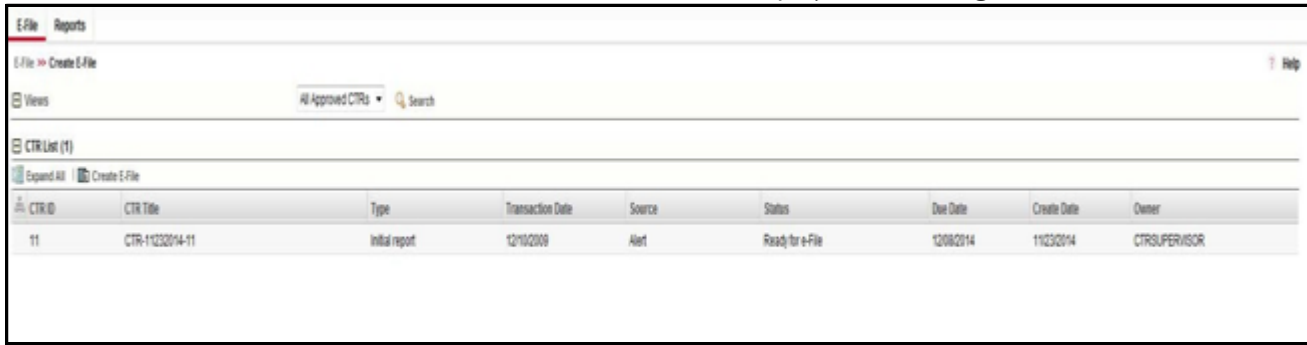 E-File Reports
E-File >> Create E-File ? Help
Views All Approved CTRs Search
CTR List (1)
Expand All | Create E-File
CTR ID CTR Title Type Transaction Date Source Status Due Date Create Date Owner
11 CTR-11232014-11 Initial report 12/10/2009 Alert Ready for e-File 12/08/2014 11/23/2014 CTRSUPERVISOR